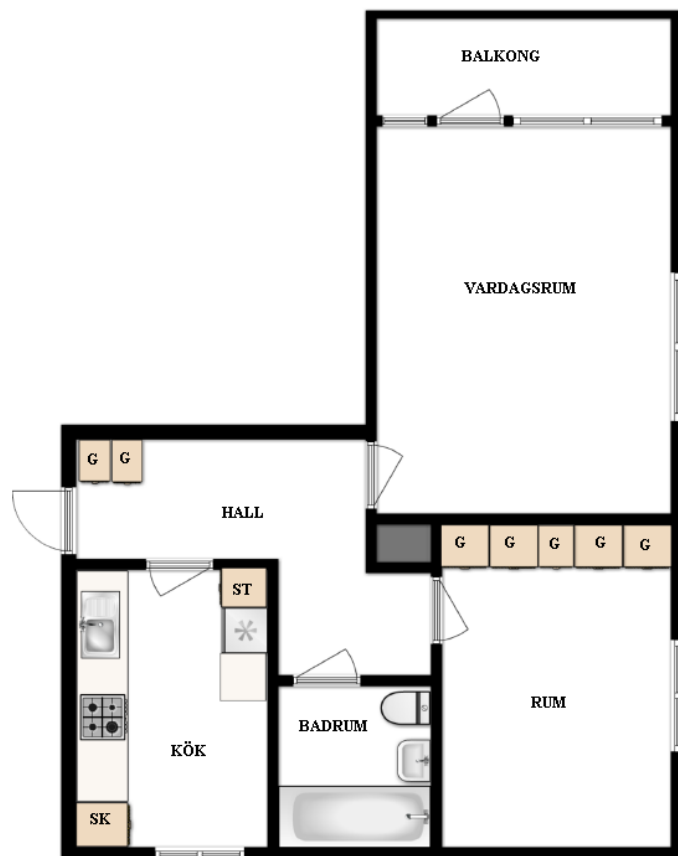 BALKONG
VARDAGSRUM
G G
HALL
G G G G G
ST
RUM
BADRUM
KÖK
SK